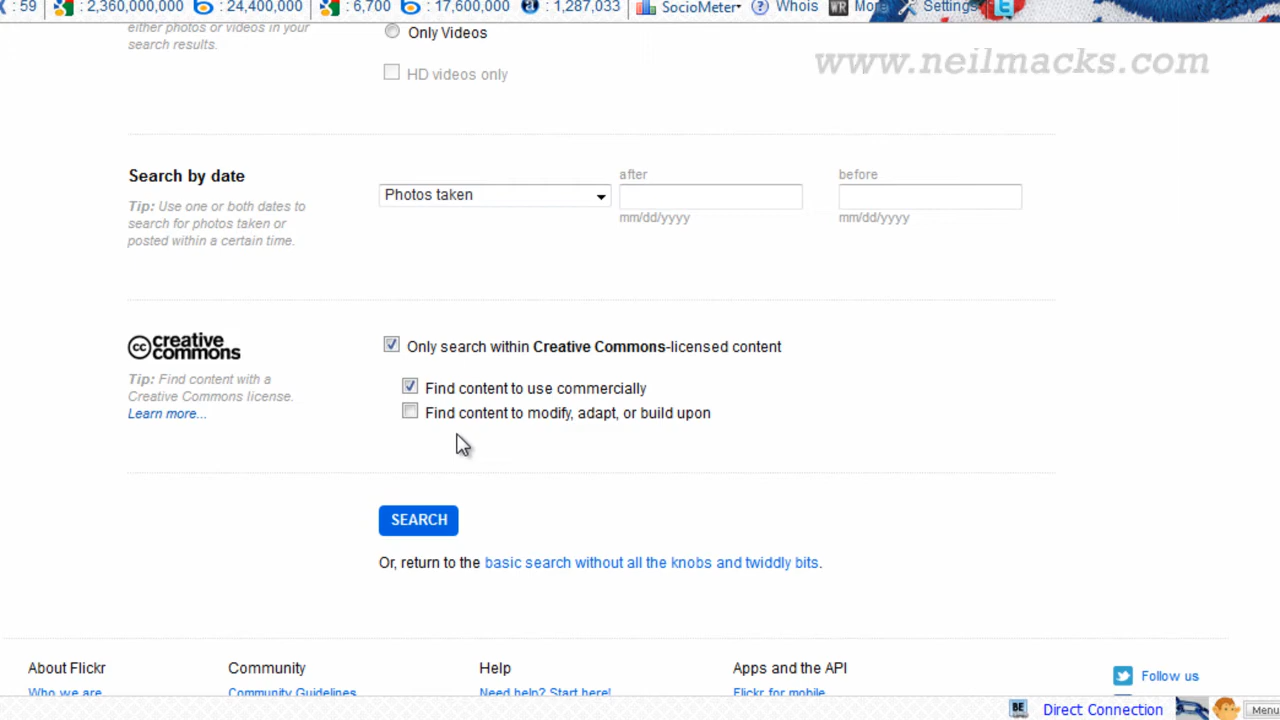 : 59 : 2,360,000,000 : 24,400,000 : 6,700 : 17,600,000 : 1,287,033 SocioMeter Whois More Settings
either photos or videos in your
search results.
Only Videos
HD videos only
www.neilmacks.com
Search by date
Tip: Use one or both dates to
search for photos taken or
posted within a certain time.
Photos taken
after
mm/dd/yyyy
before
mm/dd/yyyy
creative
commons
Tip: Find content with a
Creative Commons license.
Learn more...
Only search within Creative Commons-licensed content
Find content to use commercially
Find content to modify, adapt, or build upon
SEARCH
Or, return to the basic search without all the knobs and twiddly bits.
About Flickr Community Help Apps and the API Follow us
Who we are Community Guidelines Need help? Start here! Flickr for mobile
BE Direct Connection Menu